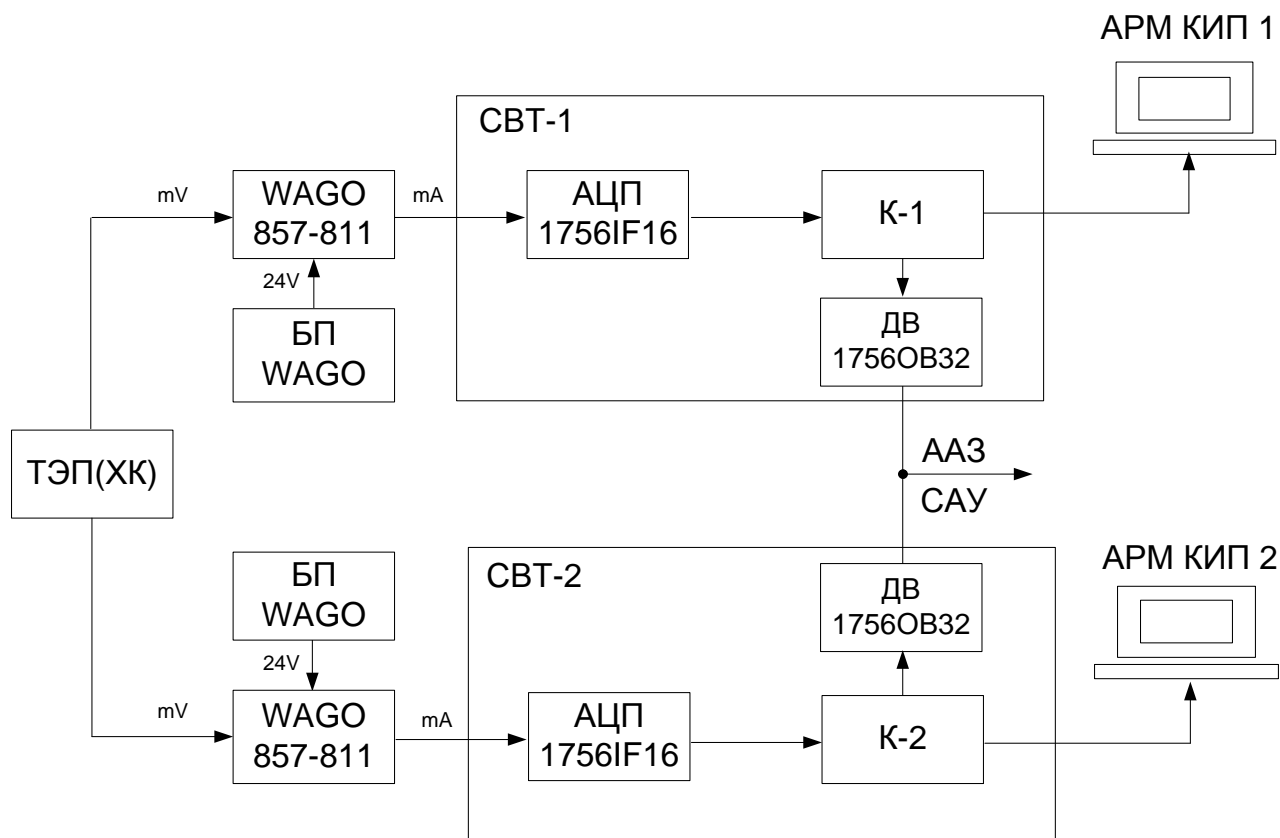 АРМ КИП 1
СВТ-1
mV
WAGO
857-811
mA
АЦП
1756IF16
К-1
24V
БП
WAGO
ДВ
1756OB32
ТЭП(ХК)
ААЗ
САУ
БП
WAGO
СВТ-2
ДВ
1756OB32
АРМ КИП 2
24V
mV
WAGO
857-811
mA
АЦП
1756IF16
К-2